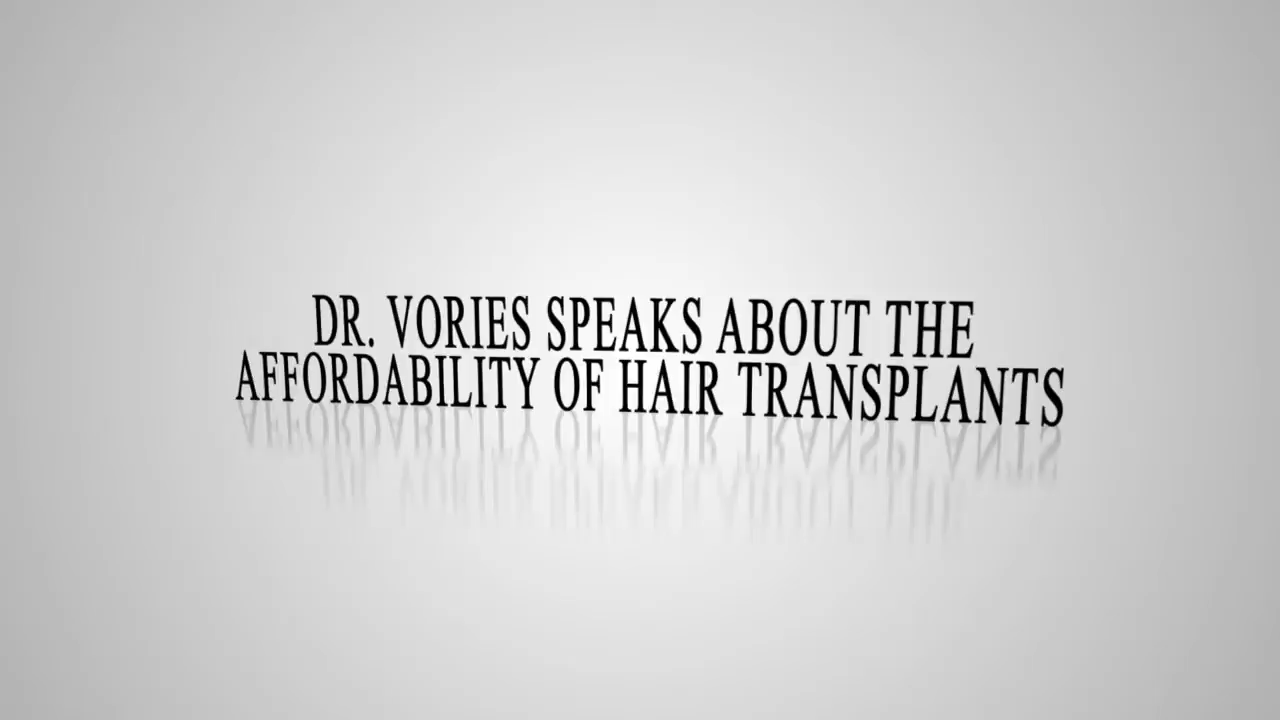 DR. VORIES SPEAKS ABOUT THE
AFFORDABILITY OF HAIR TRANSPLANTS